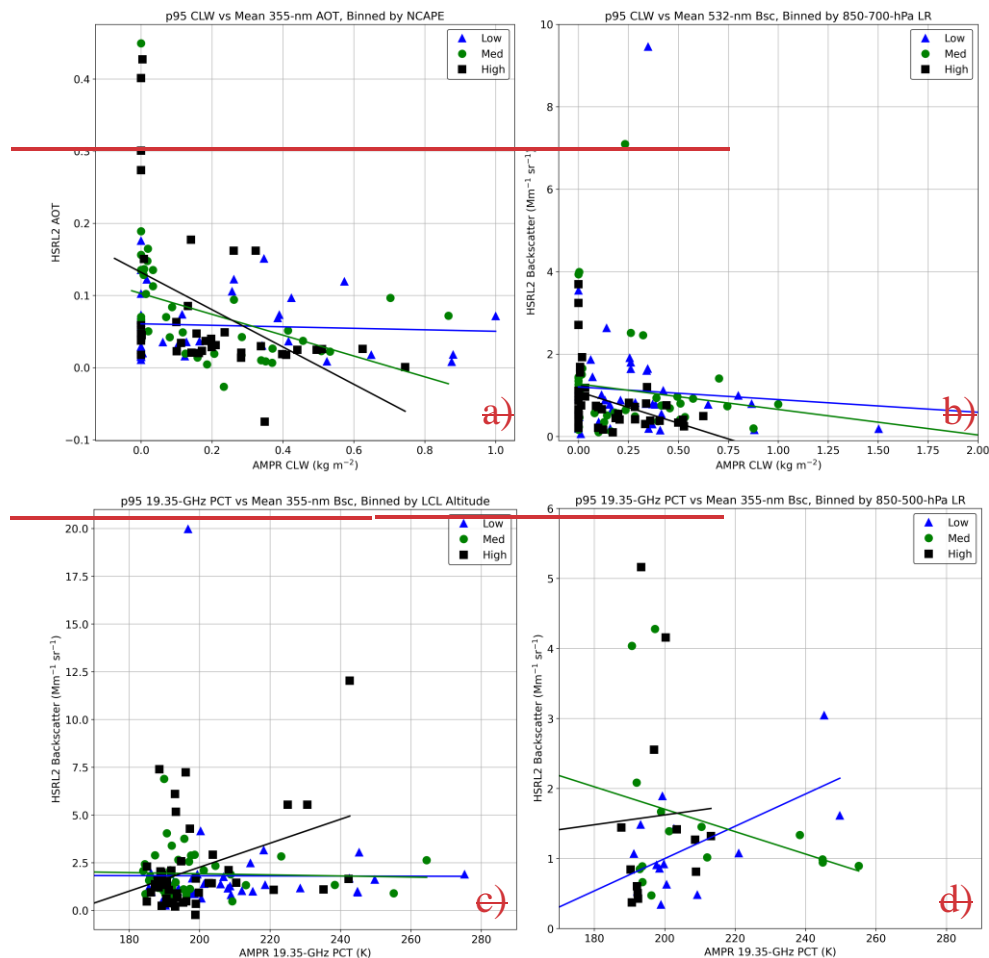 p95 CLW vs Mean 355-nm AOT, Binned by NCAPE
Low
Med
High
0.4
0.3
0.2
0.1
0.0
−0.1
HSRL2 AOT
0.0 0.2 0.4 0.6 0.8 1.0
AMPR CLW (kg m⁻²)
a)
p95 CLW vs Mean 532-nm Bsc, Binned by 850-700-hPa LR
Low
Med
High
10
8
6
4
2
0
HSRL2 Backscatter (Mm⁻¹ sr⁻¹)
0.00 0.25 0.50 0.75 1.00 1.25 1.50 1.75 2.00
AMPR CLW (kg m⁻²)
b)
p95 19.35-GHz PCT vs Mean 355-nm Bsc, Binned by LCL Altitude
Low
Med
High
20.0
17.5
15.0
12.5
10.0
7.5
5.0
2.5
0.0
HSRL2 Backscatter (Mm⁻¹ sr⁻¹)
180 200 220 240 260 280
AMPR 19.35-GHz PCT (K)
c)
p95 19.35-GHz PCT vs Mean 355-nm Bsc, Binned by 850-500-hPa LR
Low
Med
High
6
5
4
3
2
1
0
HSRL2 Backscatter (Mm⁻¹ sr⁻¹)
180 200 220 240 260 280
AMPR 19.35-GHz PCT (K)
d)